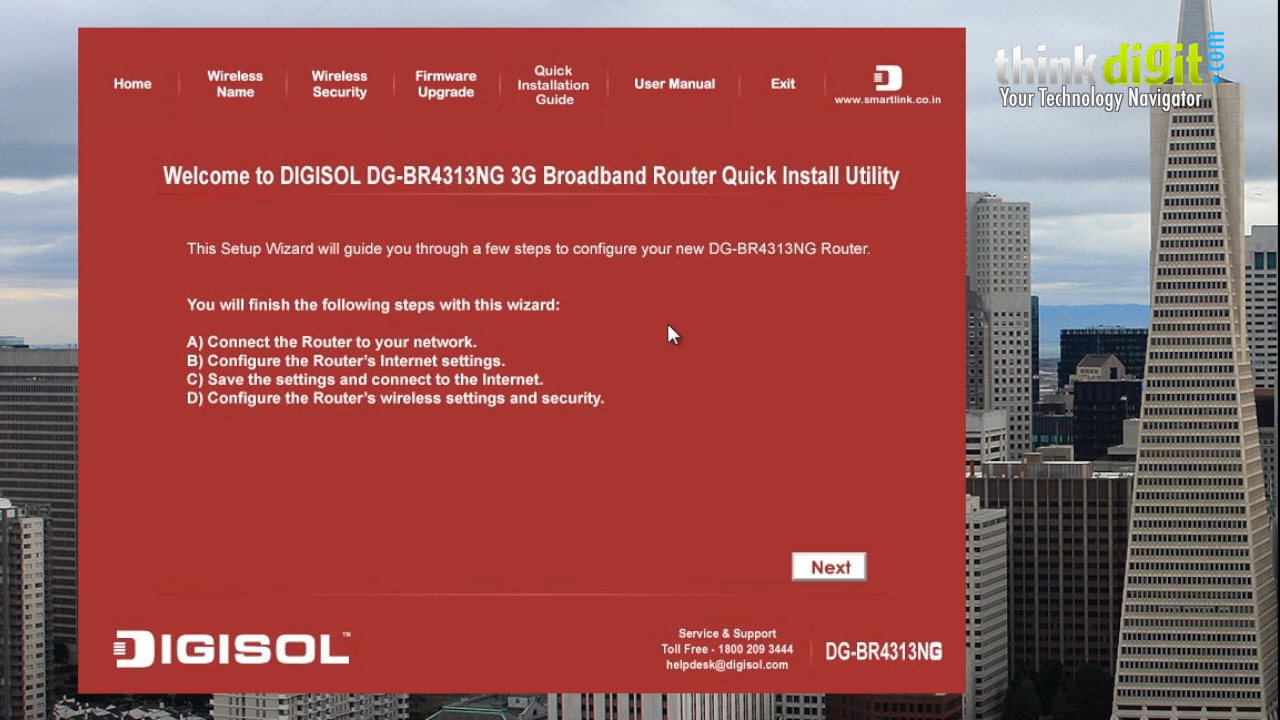 Home
Wireless
Name
Wireless
Security
Firmware
Upgrade
Quick
Installation
Guide
User Manual
Exit
www.smartlink.co.in
thinkdigit.com
Your Technology Navigator
Welcome to DIGISOL DG-BR4313NG 3G Broadband Router Quick Install Utility
This Setup Wizard will guide you through a few steps to configure your new DG-BR4313NG Router.
You will finish the following steps with this wizard:
A) Connect the Router to your network.
B) Configure the Router's Internet settings.
C) Save the settings and connect to the Internet.
D) Configure the Router's wireless settings and security.
Next
DIGISOL™
Service & Support
Toll Free - 1800 209 3444
helpdesk@digisol.com
DG-BR4313NG